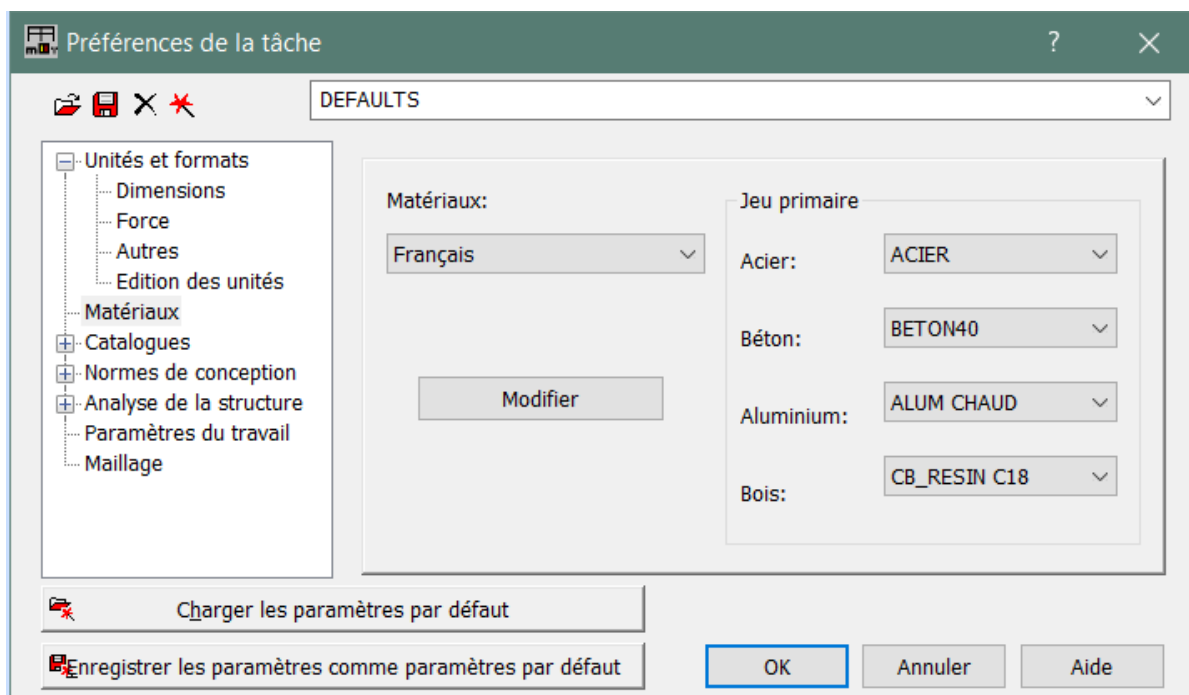 Préférences de la tâche
DEFAULTS
Unités et formats
Dimensions
Force
Autres
Edition des unités
Matériaux
Catalogues
Normes de conception
Analyse de la structure
Paramètres du travail
Maillage
Matériaux:
Français
Modifier
Jeu primaire
Acier: ACIER
Béton: BETON40
Aluminium: ALUM CHAUD
Bois: CB_RESIN C18
Charger les paramètres par défaut
Enregistrer les paramètres comme paramètres par défaut
OK Annuler Aide